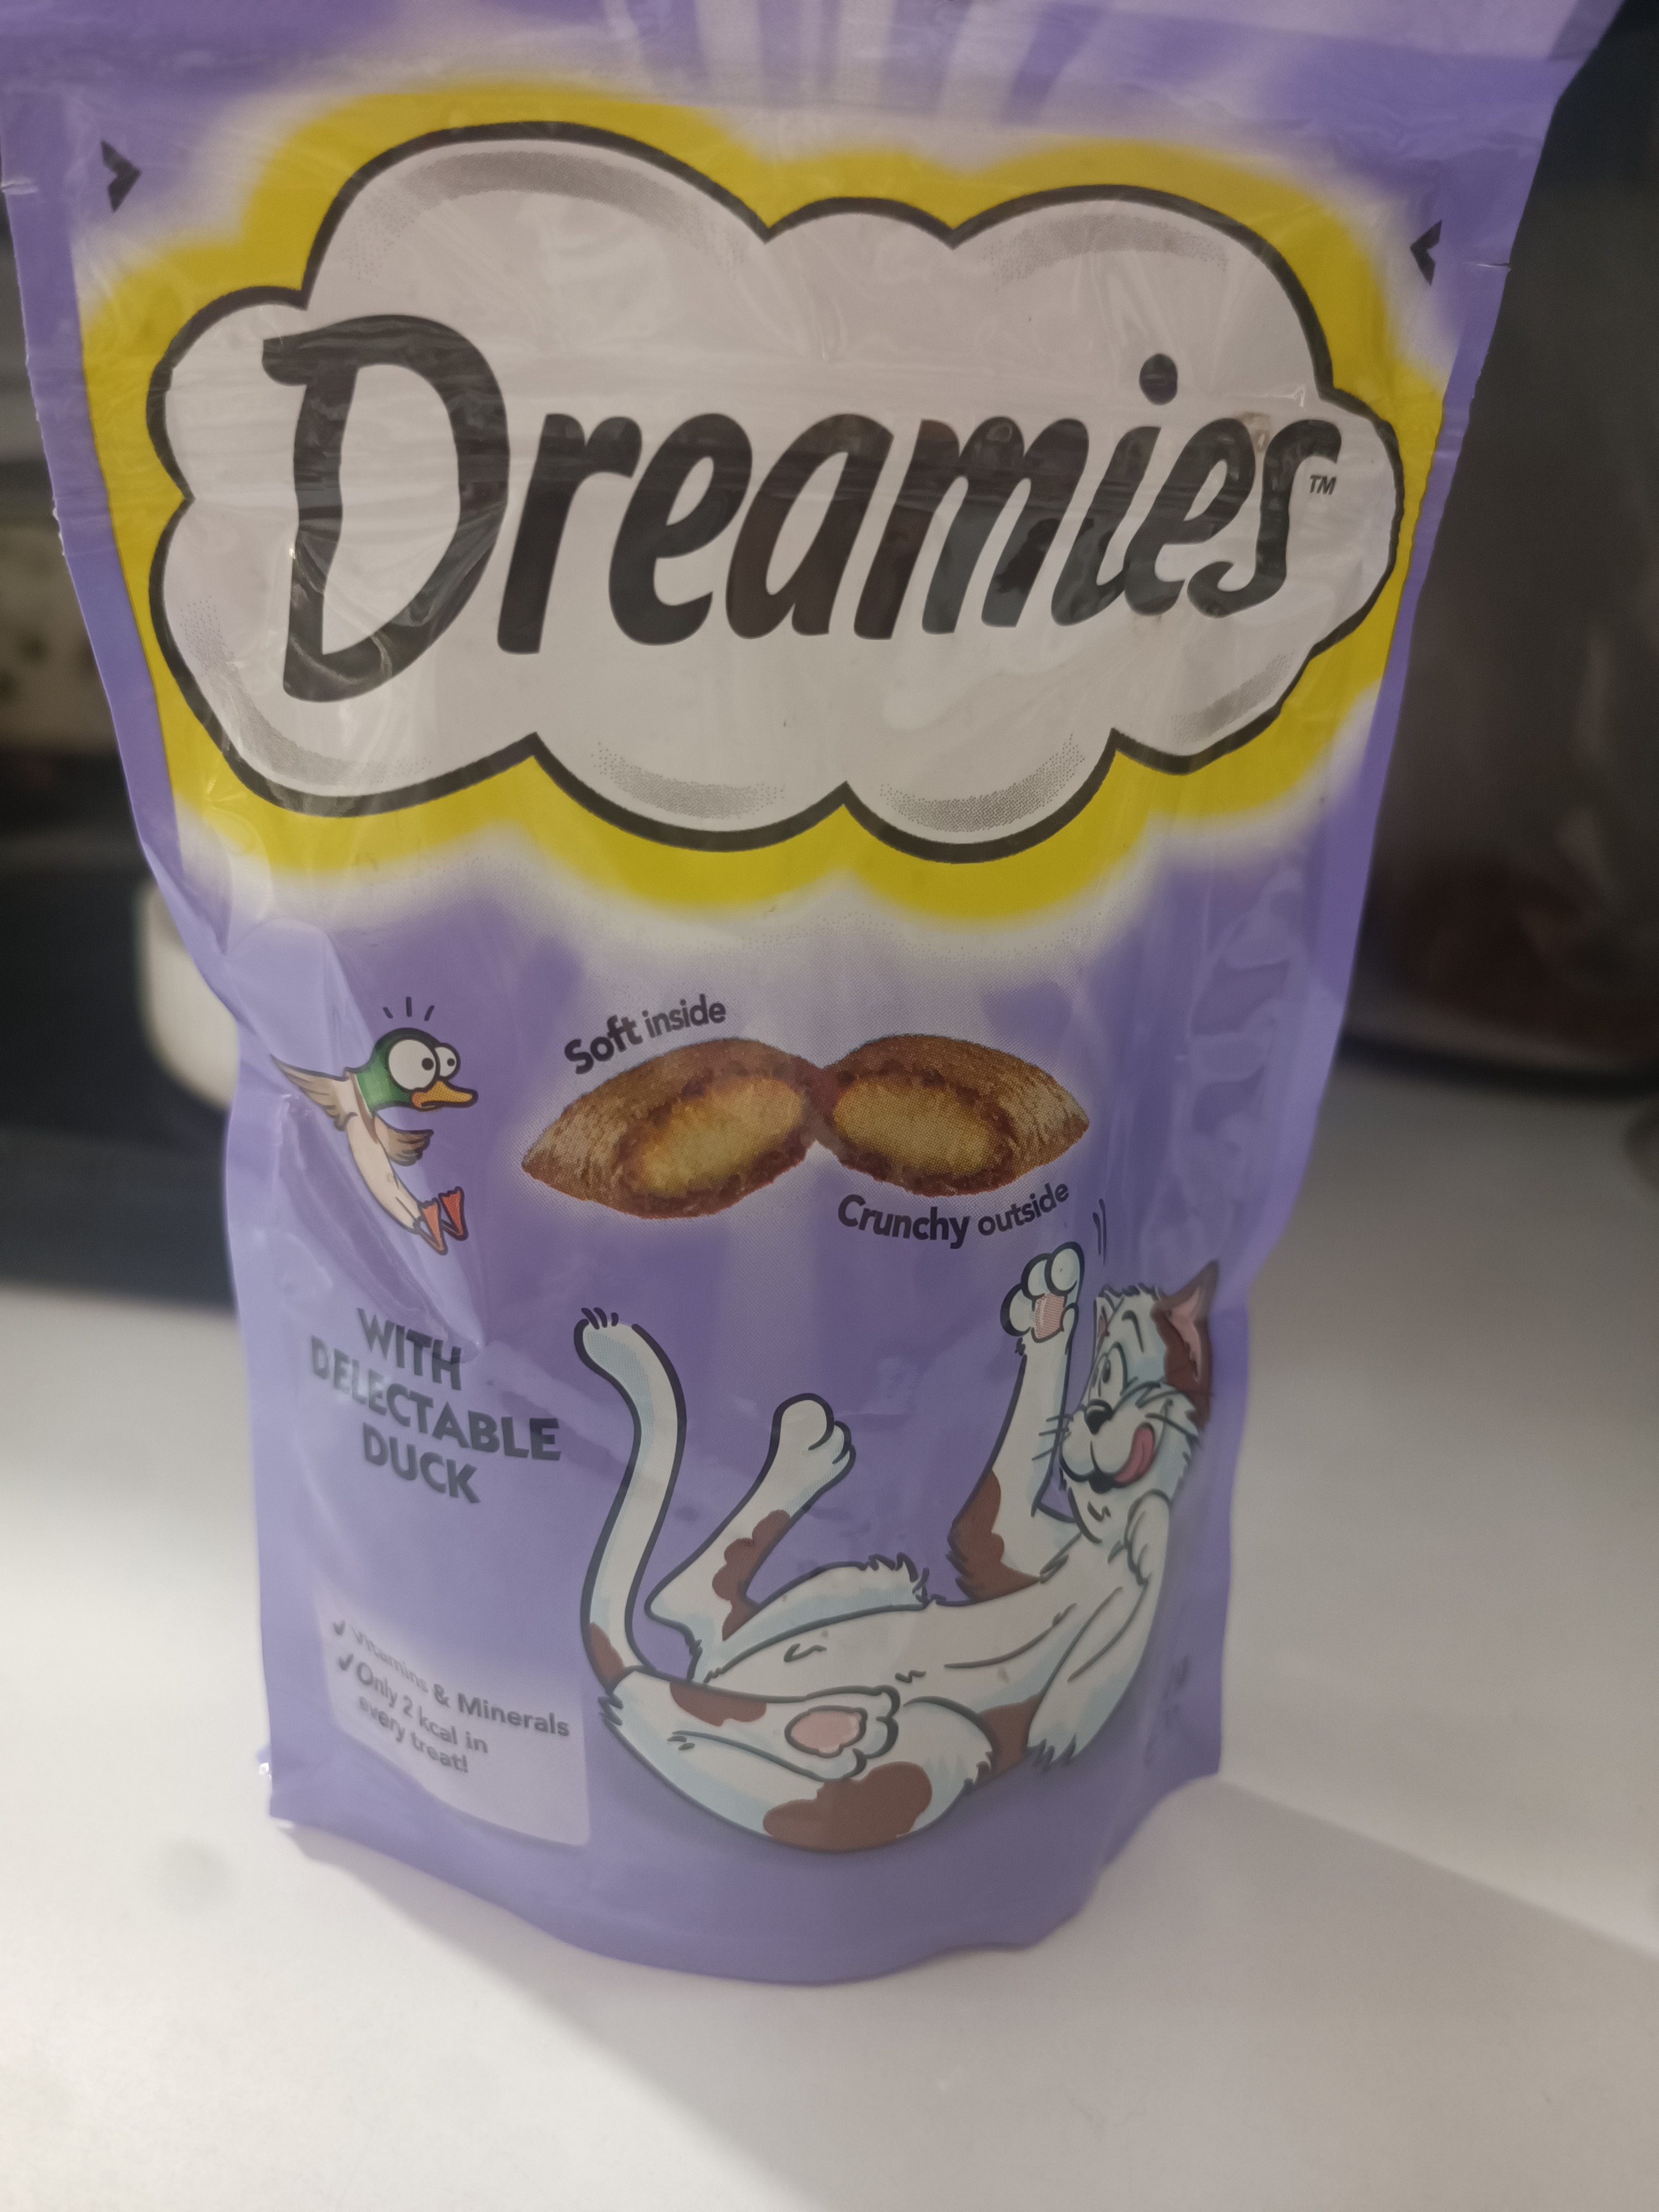 Dreamies™
Soft inside
Crunchy outside
WITH
DELECTABLE
DUCK
✓ Vitamins & Minerals
✓ Only 2 kcal in
every treat!